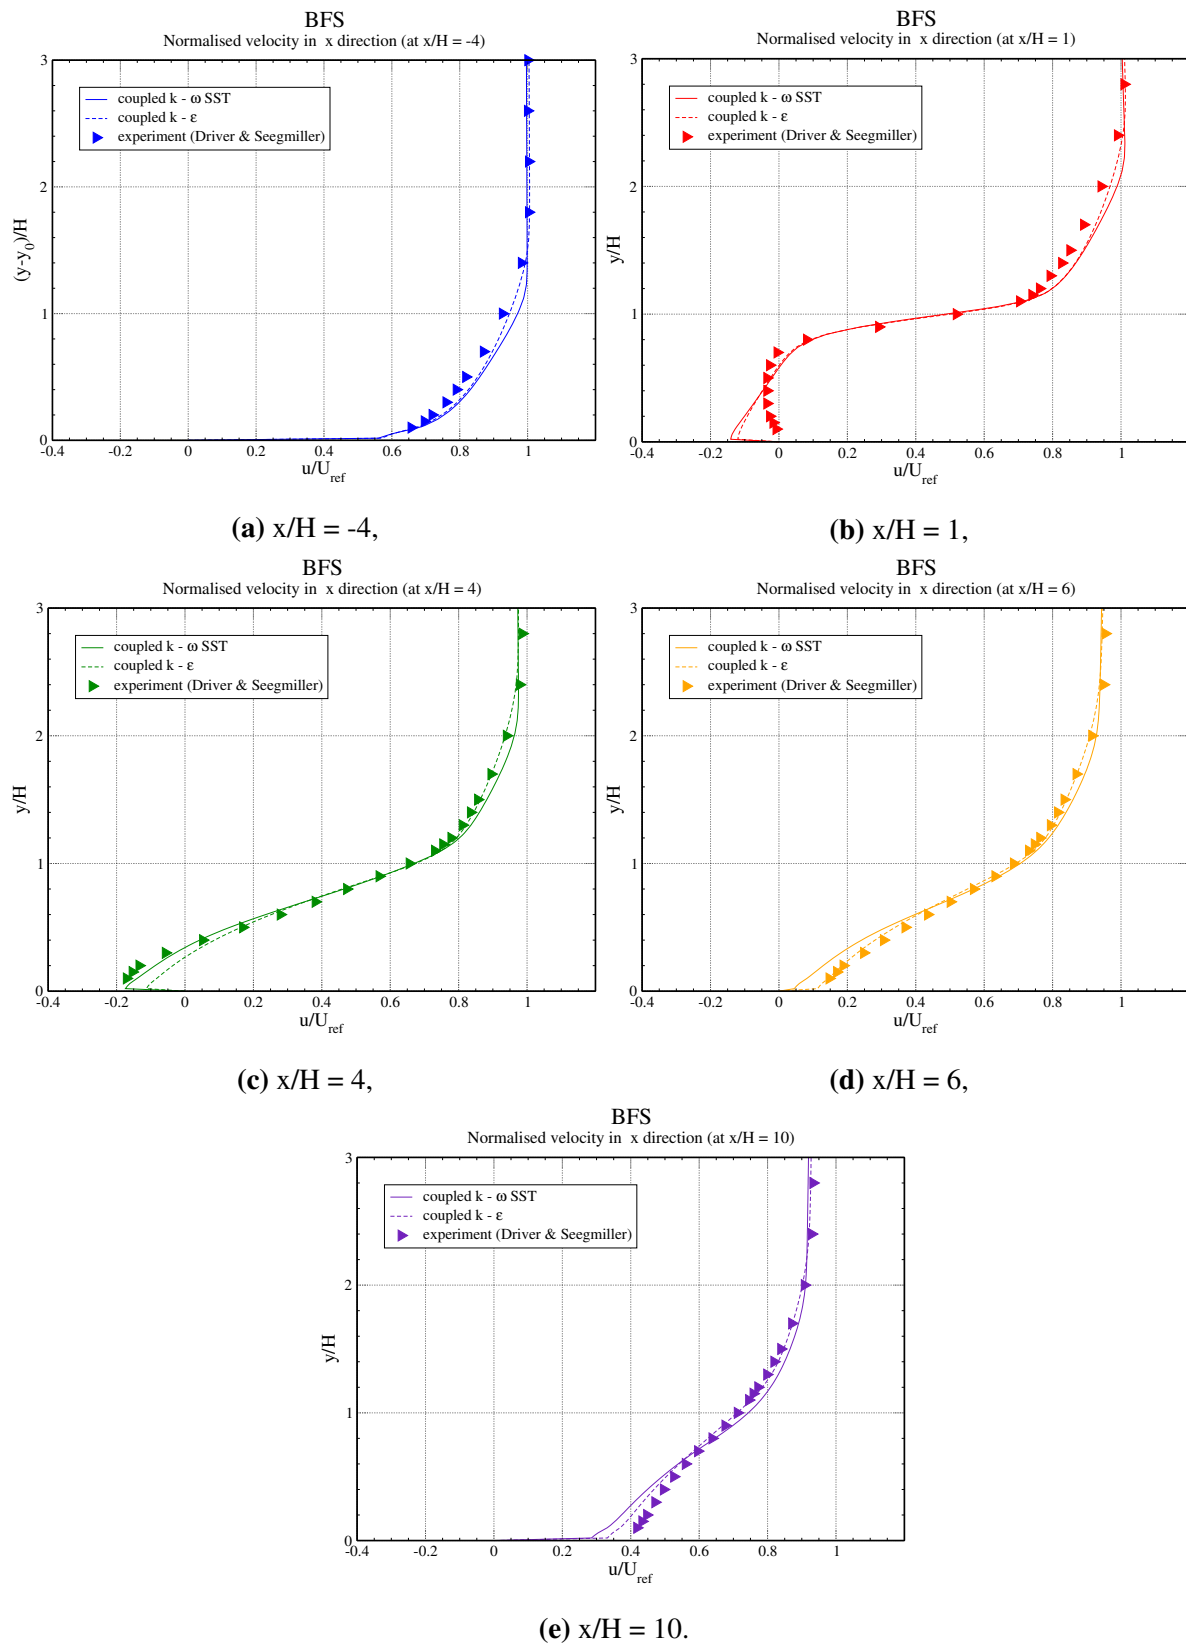 BFS
Normalised velocity in x direction (at x/H = -4)
3
2
1
0
(y-y0)/H
coupled k - ω SST
coupled k - ε
experiment (Driver & Seegmiller)
-0.4 -0.2 0 0.2 0.4 0.6 0.8 1
u/Uref
(a) x/H = -4,
BFS
Normalised velocity in x direction (at x/H = 1)
3
2
1
0
y/H
coupled k - ω SST
coupled k - ε
experiment (Driver & Seegmiller)
-0.4 -0.2 0 0.2 0.4 0.6 0.8 1
u/Uref
(b) x/H = 1,
BFS
Normalised velocity in x direction (at x/H = 4)
3
2
1
0
y/H
coupled k - ω SST
coupled k - ε
experiment (Driver & Seegmiller)
-0.4 -0.2 0 0.2 0.4 0.6 0.8 1
u/Uref
(c) x/H = 4,
BFS
Normalised velocity in x direction (at x/H = 6)
3
2
1
0
y/H
coupled k - ω SST
coupled k - ε
experiment (Driver & Seegmiller)
-0.4 -0.2 0 0.2 0.4 0.6 0.8 1
u/Uref
(d) x/H = 6,
BFS
Normalised velocity in x direction (at x/H = 10)
3
2
1
0
y/H
coupled k - ω SST
coupled k - ε
experiment (Driver & Seegmiller)
-0.4 -0.2 0 0.2 0.4 0.6 0.8 1
u/Uref
(e) x/H = 10.